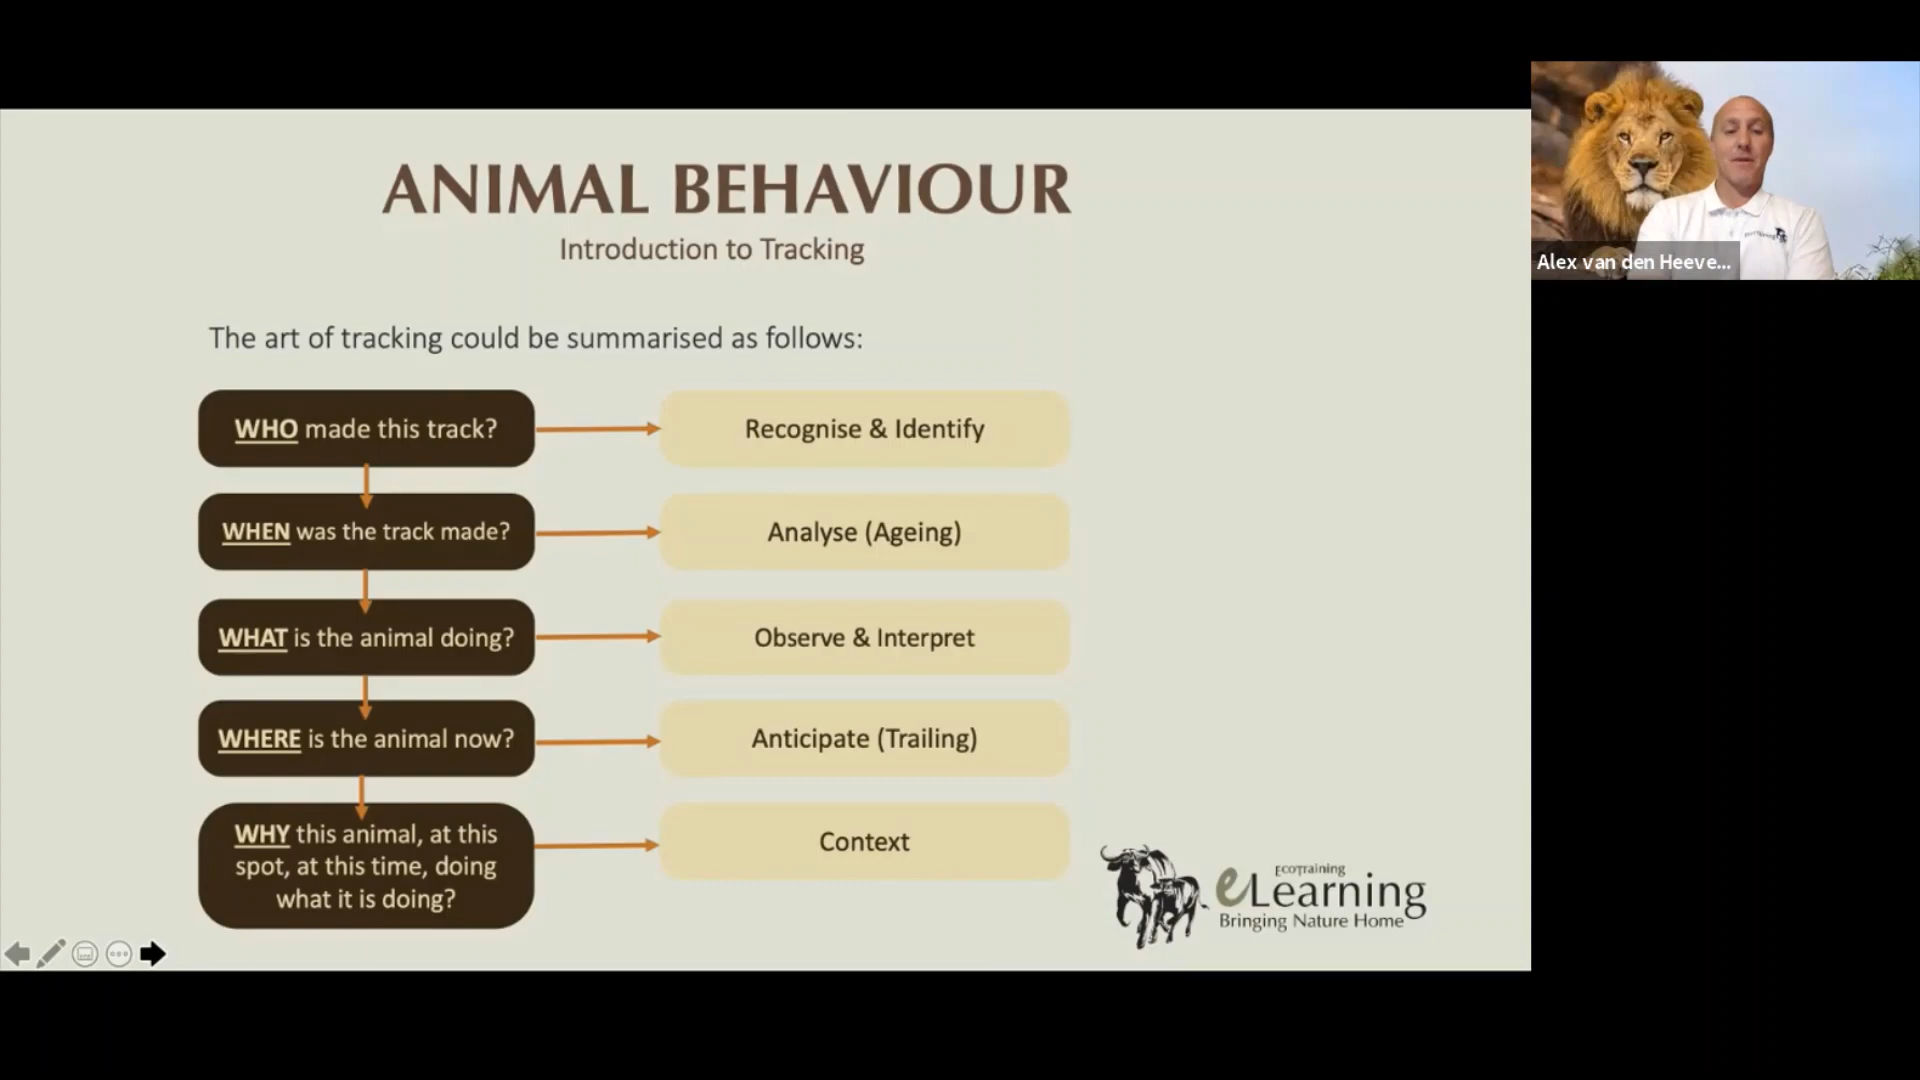 ANIMAL BEHAVIOUR
Introduction to Tracking
The art of tracking could be summarised as follows:
WHO made this track?
Recognise & Identify
WHEN was the track made?
Analyse (Ageing)
WHAT is the animal doing?
Observe & Interpret
WHERE is the animal now?
Anticipate (Trailing)
WHY this animal, at this
spot, at this time, doing
what it is doing?
Context
EcoTraining
eLearning
Bringing Nature Home
Alex van den Heeve...